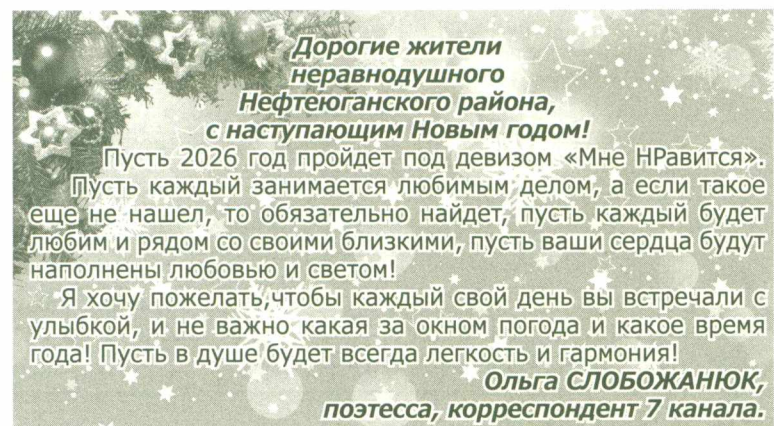 Дорогие жители
неравнодушного
Нефтеюганского района,
с наступающим Новым годом!
Пусть 2026 год пройдет под девизом «Мне НРавится».
Пусть каждый занимается любимым делом, а если такое
еще не нашел, то обязательно найдет, пусть каждый будет
любим и рядом со своими близкими, пусть ваши сердца будут
наполнены любовью и светом!
Я хочу пожелать,чтобы каждый свой день вы встречали с
улыбкой, и не важно какая за окном погода и какое время
года! Пусть в душе будет всегда легкость и гармония!
Ольга СЛОБОЖАНЮК,
поэтесса, корреспондент 7 канала.